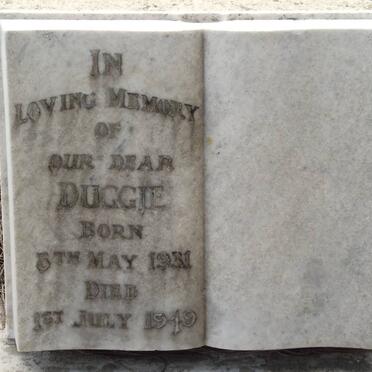 IN
LOVING MEMORY
OF
OUR DEAR
DUGGIE
BORN
5TH MAY 1931
DIED
1ST JULY 1949